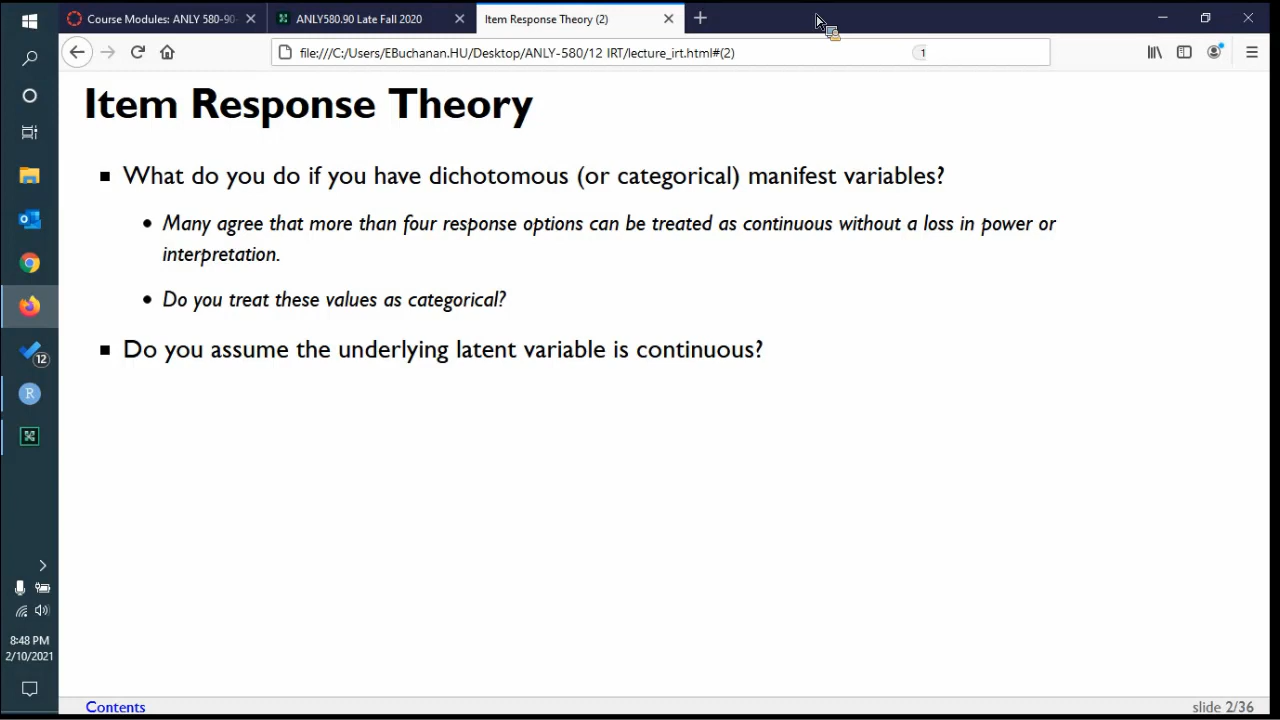 Course Modules: ANLY 580-90-
ANLY580.90 Late Fall 2020
Item Response Theory (2)
file:///C:/Users/EBuchanan.HU/Desktop/ANLY-580/12 IRT/lecture_irt.html#(2)
1
Item Response Theory
What do you do if you have dichotomous (or categorical) manifest variables?
Many agree that more than four response options can be treated as continuous without a loss in power or
interpretation.
Do you treat these values as categorical?
Do you assume the underlying latent variable is continuous?
12
R
8:48 PM
2/10/2021
Contents
slide 2/36